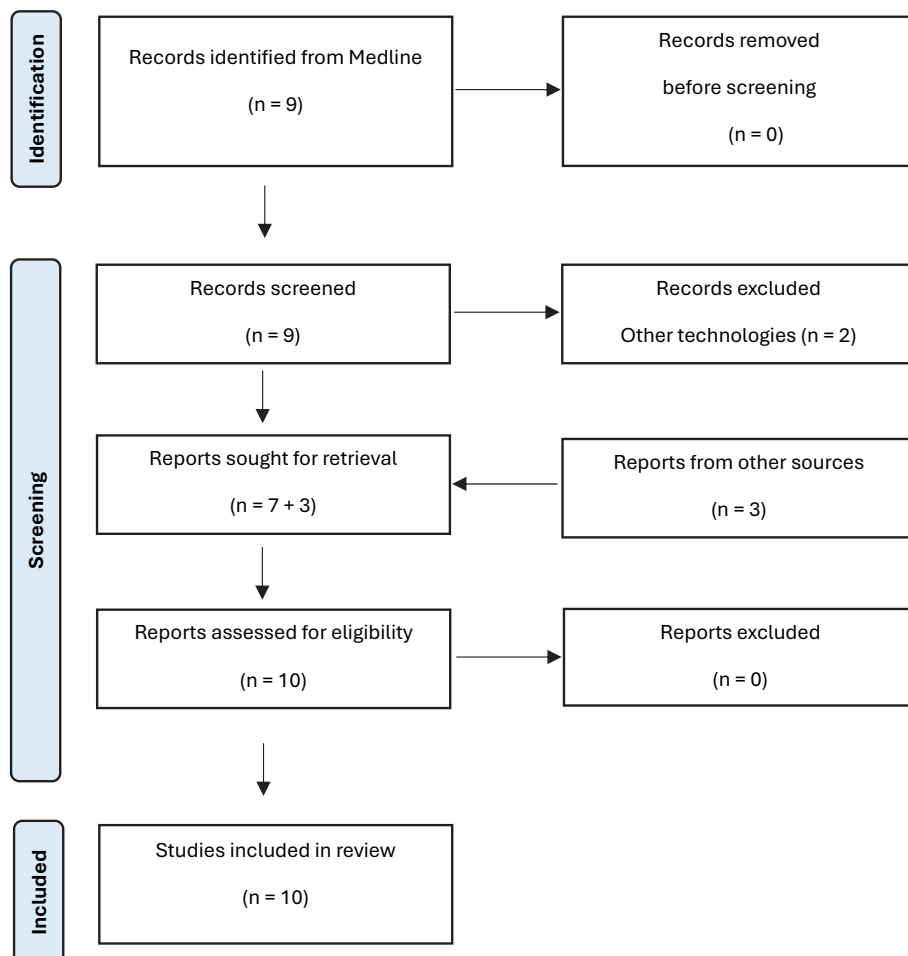 Identification
Records identified from Medline
(n = 9)
Records removed
before screening
(n = 0)
Screening
Records screened
(n = 9)
Records excluded
Other technologies (n = 2)
Reports sought for retrieval
(n = 7 + 3)
Reports from other sources
(n = 3)
Reports assessed for eligibility
(n = 10)
Reports excluded
(n = 0)
Included
Studies included in review
(n = 10)